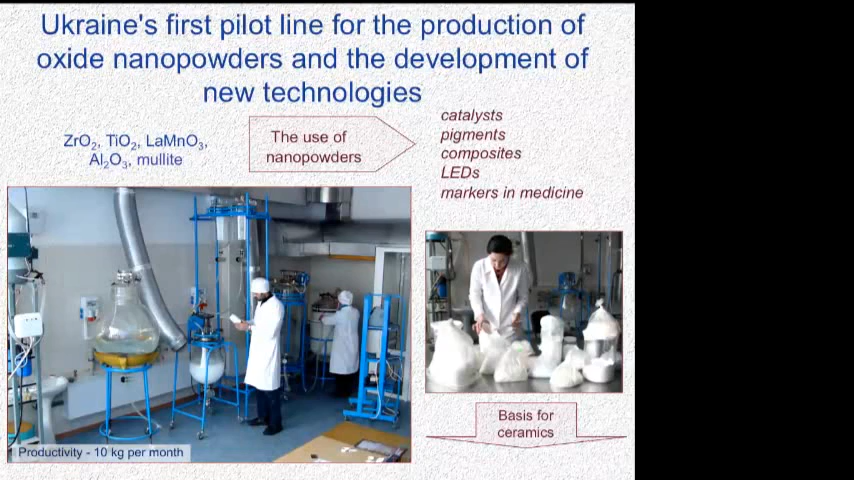 Ukraine's first pilot line for the production of
oxide nanopowders and the development of
new technologies
ZrO₂, TiO₂, LaMnO₃,
Al₂O₃, mullite
The use of
nanopowders
catalysts
pigments
composites
LEDs
markers in medicine
Productivity - 10 kg per month
Basis for
ceramics